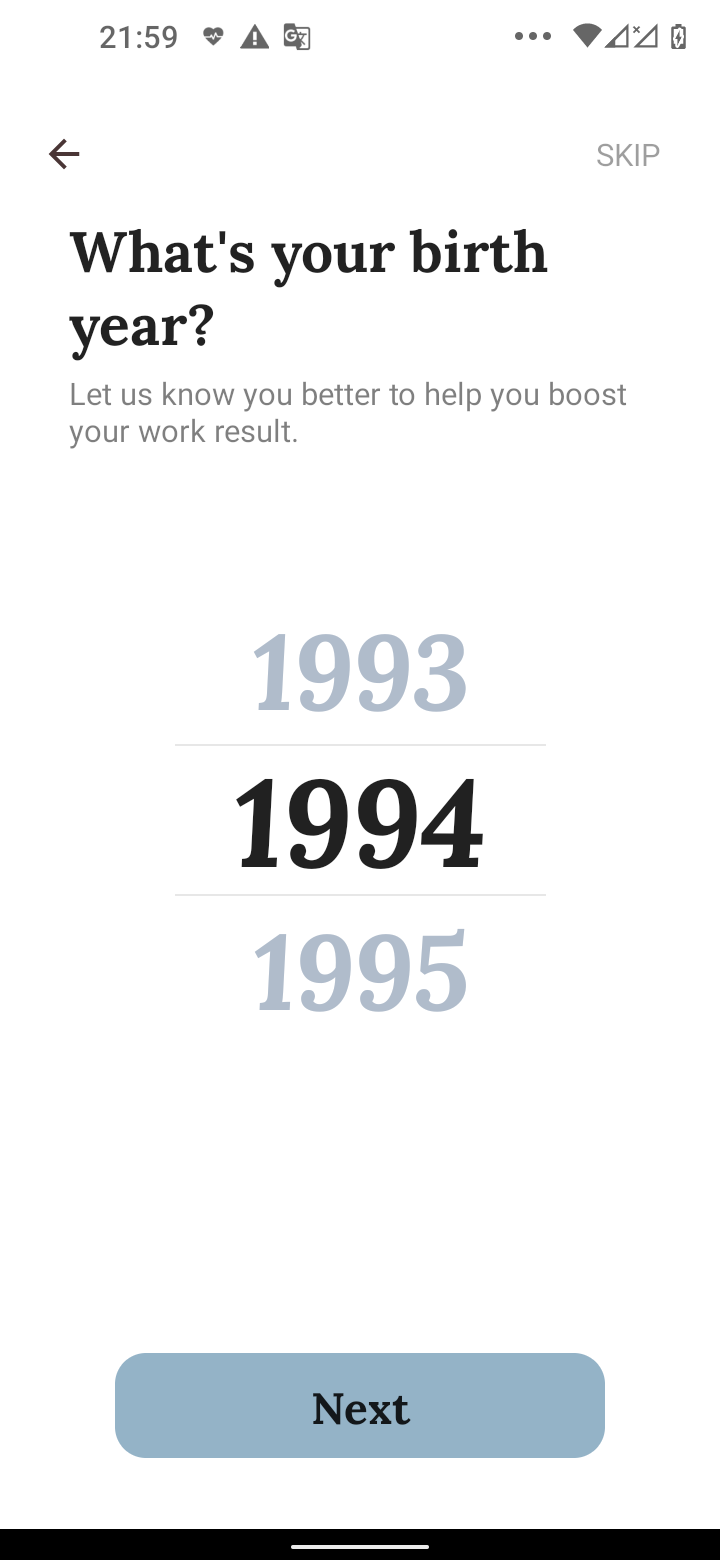 21:59
SKIP
What's your birth
year?
Let us know you better to help you boost
your work result.
1993
1994
1995
Next